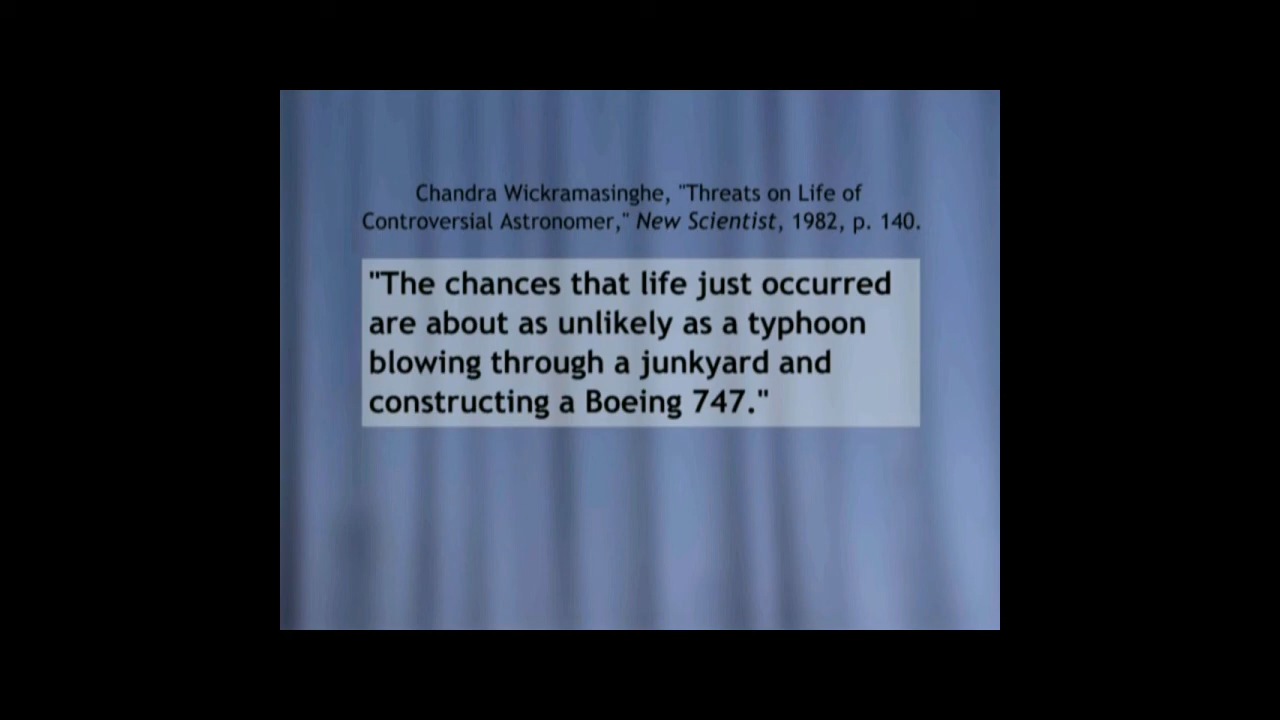 Chandra Wickramasinghe, "Threats on Life of
Controversial Astronomer," New Scientist, 1982, p. 140.
"The chances that life just occurred
are about as unlikely as a typhoon
blowing through a junkyard and
constructing a Boeing 747."